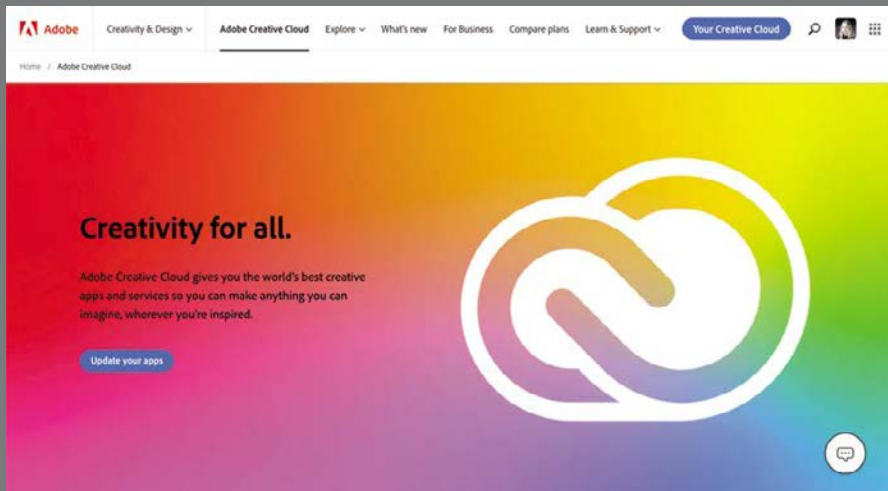 Adobe
Creativity & Design
Adobe Creative Cloud
Explore
What's new
For Business
Compare plans
Learn & Support
Your Creative Cloud
Home / Adobe Creative Cloud
Creativity for all.
Adobe Creative Cloud gives you the world's best creative
apps and services so you can make anything you can
imagine, wherever you're inspired.
Update your apps